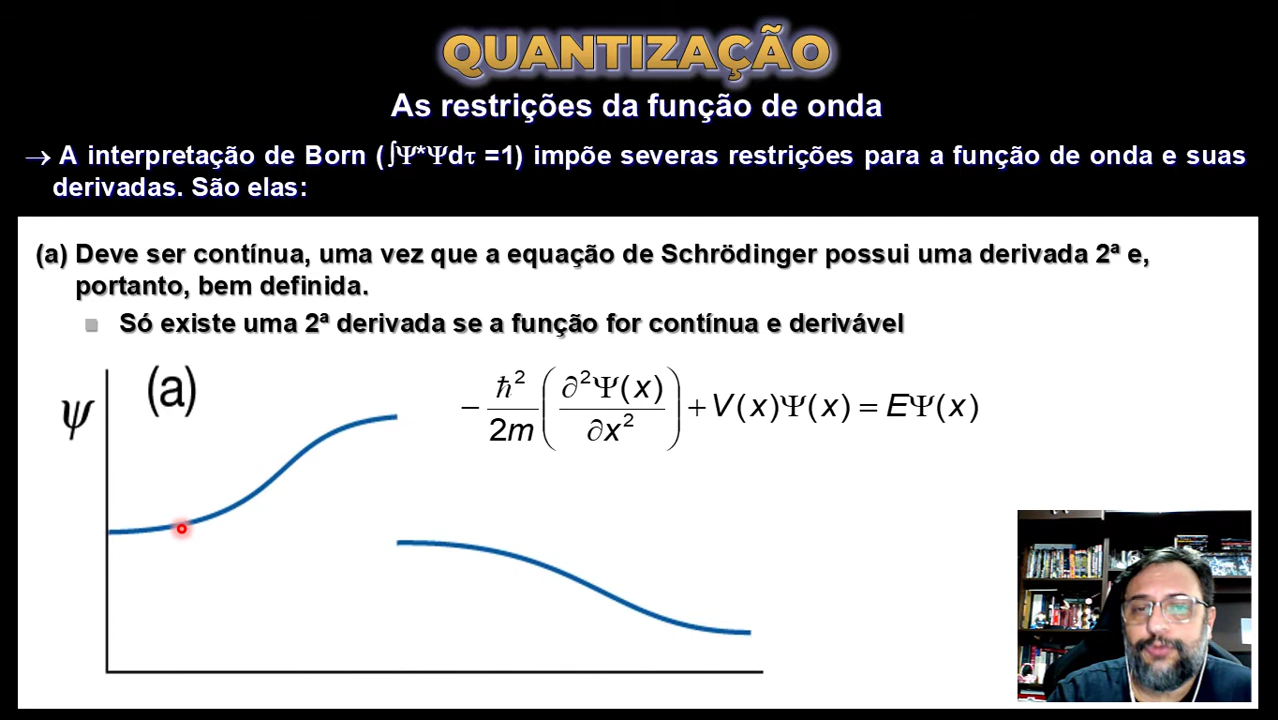 QUANTIZAÇÃO
As restrições da função de onda
→ A interpretação de Born (∫Ψ*Ψdτ =1) impõe severas restrições para a função de onda e suas
derivadas. São elas:
(a) Deve ser contínua, uma vez que a equação de Schrödinger possui uma derivada 2ª e,
portanto, bem definida.
■ Só existe uma 2ª derivada se a função for contínua e derivável
ψ (a)
− ℏ²/2m (∂²Ψ(x)/∂x²) + V(x)Ψ(x) = EΨ(x)